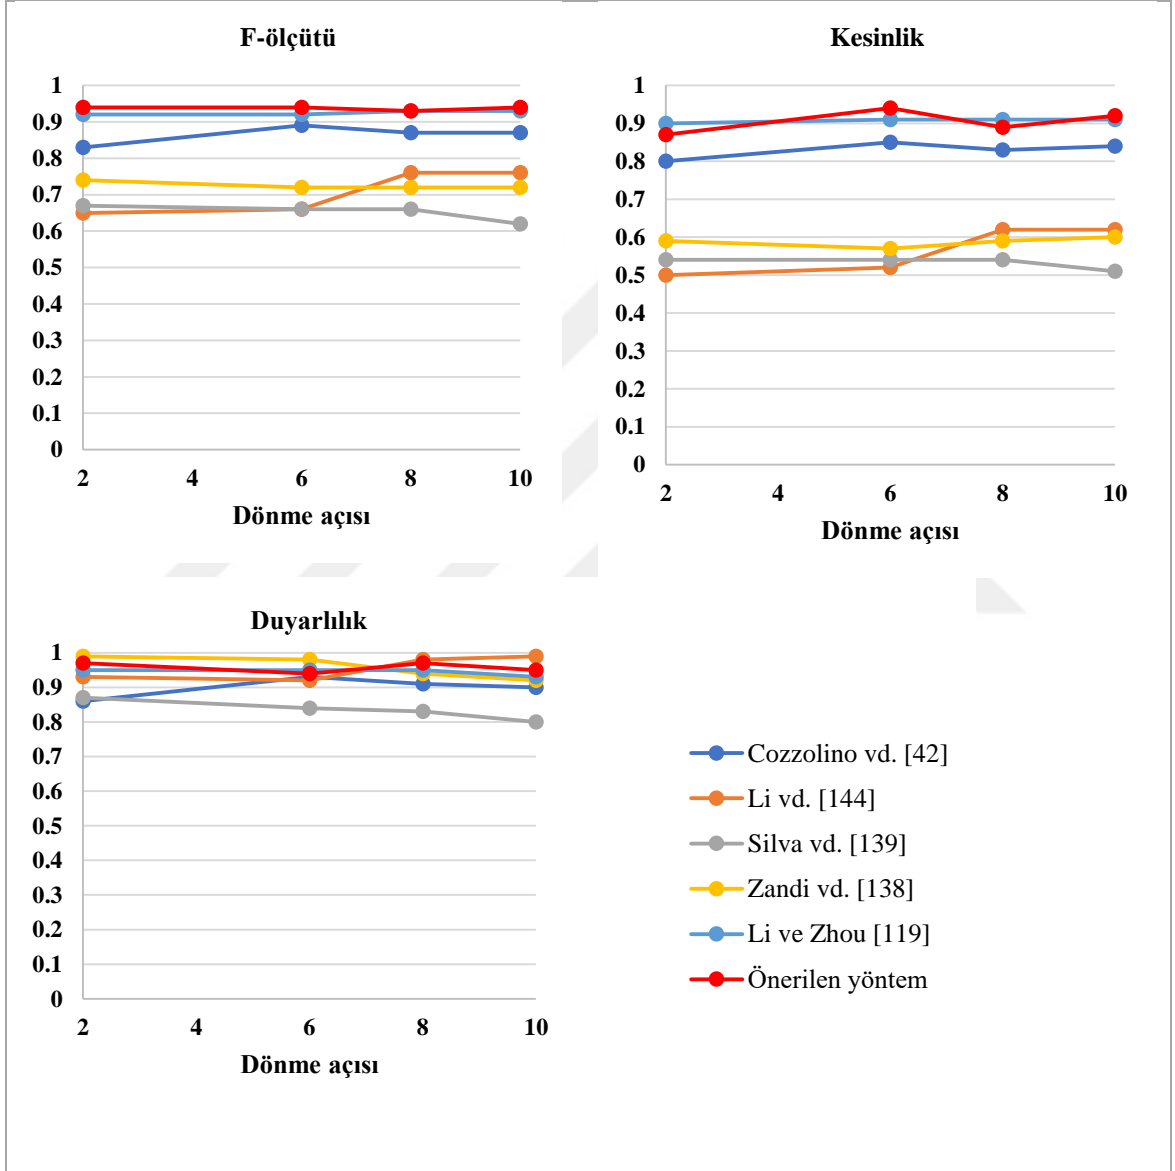 F-ölçütü
1
0.9
0.8
0.7
0.6
0.5
0.4
0.3
0.2
0.1
0
2 4 6 8 10
Dönme açısı
Kesinlik
1
0.9
0.8
0.7
0.6
0.5
0.4
0.3
0.2
0.1
0
2 4 6 8 10
Dönme açısı
Duyarlılık
1
0.9
0.8
0.7
0.6
0.5
0.4
0.3
0.2
0.1
0
2 4 6 8 10
Dönme açısı
Cozzolino vd. [42]
Li vd. [144]
Silva vd. [139]
Zandi vd. [138]
Li ve Zhou [119]
Önerilen yöntem